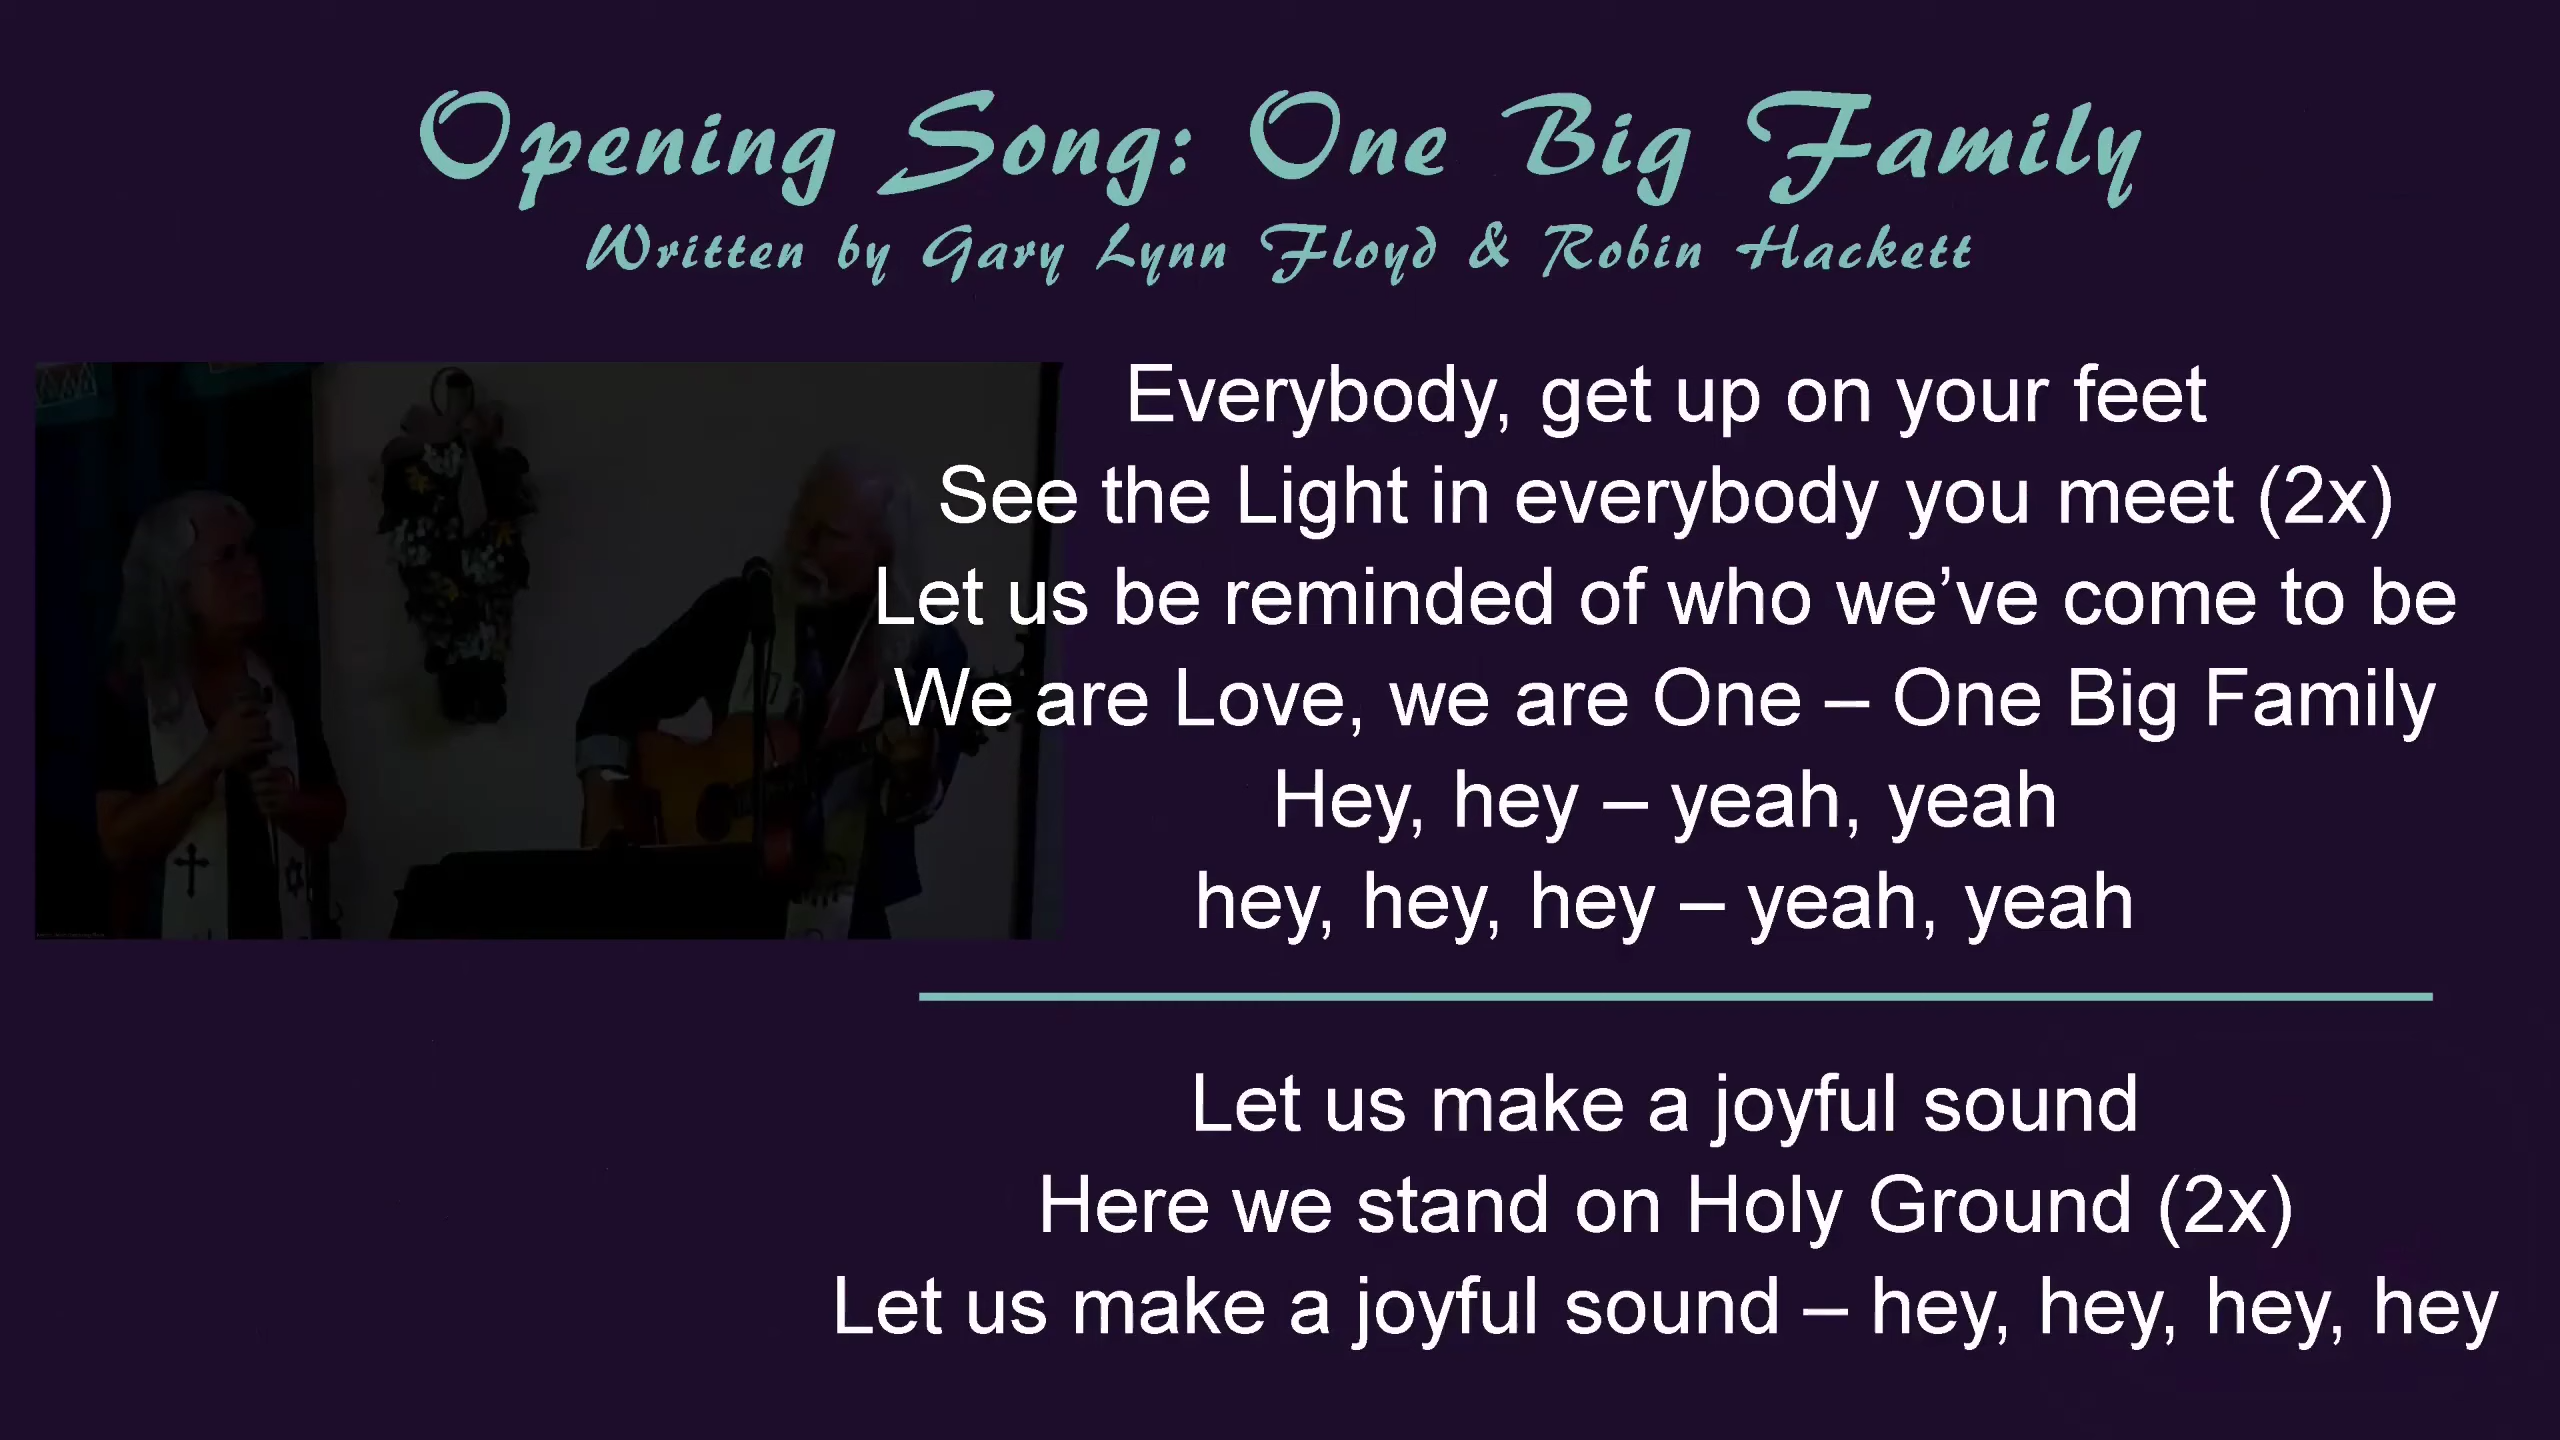 Opening Song: One Big Family
Written by Gary Lynn Floyd & Robin Hackett
Everybody, get up on your feet
See the Light in everybody you meet (2x)
Let us be reminded of who we’ve come to be
We are Love, we are One – One Big Family
Hey, hey – yeah, yeah
hey, hey, hey – yeah, yeah
Let us make a joyful sound
Here we stand on Holy Ground (2x)
Let us make a joyful sound – hey, hey, hey, hey